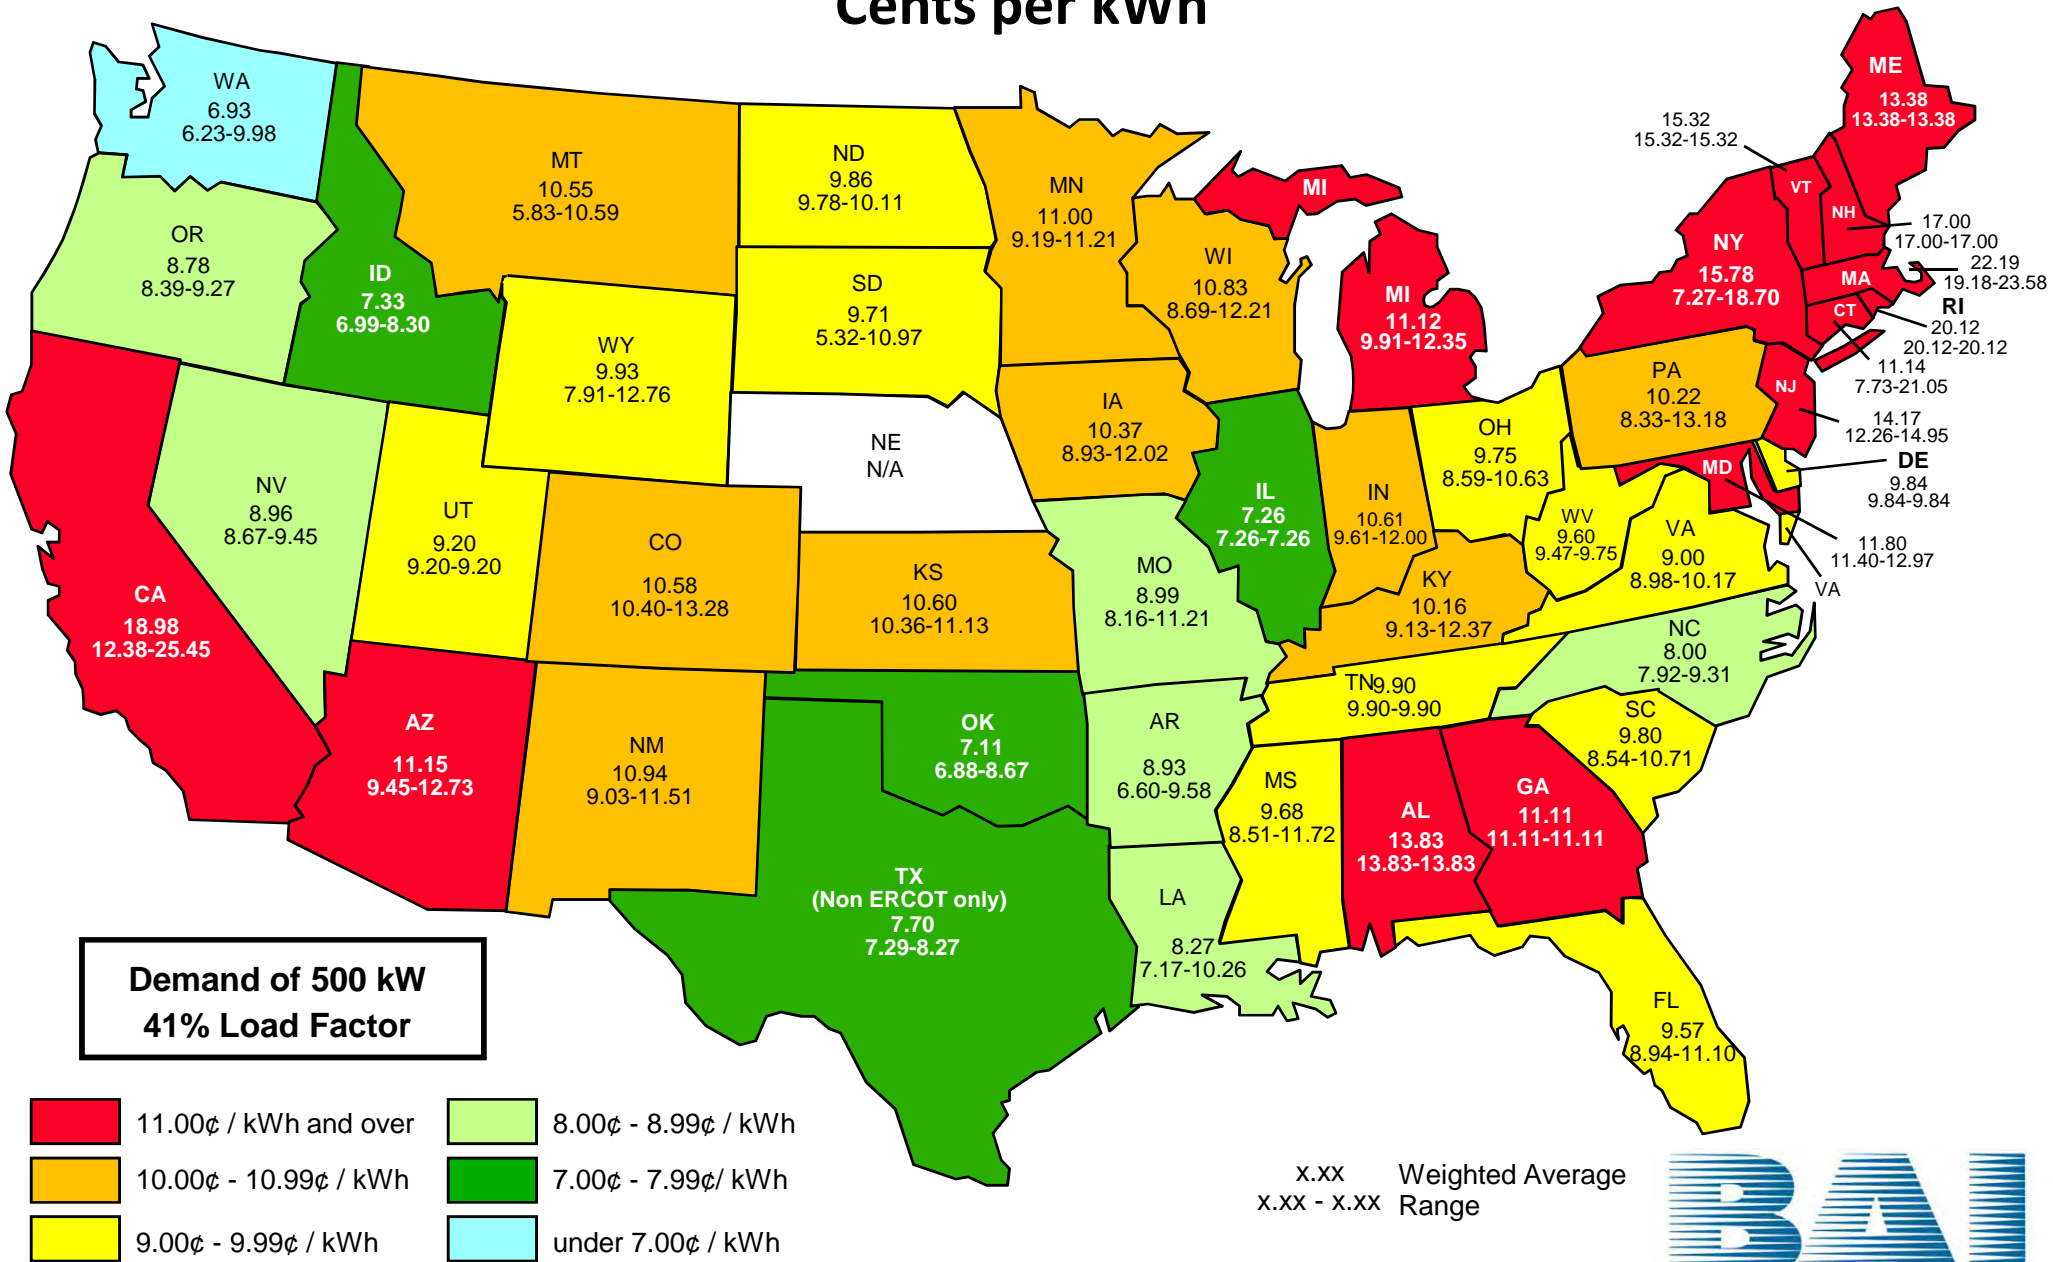 Cents per kWh
WA
6.93
6.23-9.98
OR
8.78
8.39-9.27
CA
18.98
12.38-25.45
ID
7.33
6.99-8.30
NV
8.96
8.67-9.45
MT
10.55
5.83-10.59
WY
9.93
7.91-12.76
UT
9.20
9.20-9.20
AZ
11.15
9.45-12.73
CO
10.58
10.40-13.28
NM
10.94
9.03-11.51
ND
9.86
9.78-10.11
SD
9.71
5.32-10.97
NE
N/A
KS
10.60
10.36-11.13
OK
7.11
6.88-8.67
TX
(Non ERCOT only)
7.70
7.29-8.27
MN
11.00
9.19-11.21
IA
10.37
8.93-12.02
MO
8.99
8.16-11.21
AR
8.93
6.60-9.58
LA
8.27
7.17-10.26
WI
10.83
8.69-12.21
IL
7.26
7.26-7.26
MI
MI
11.12
9.91-12.35
IN
10.61
9.61-12.00
OH
9.75
8.59-10.63
KY
10.16
9.13-12.37
TN9.90
9.90-9.90
MS
9.68
8.51-11.72
AL
13.83
13.83-13.83
GA
11.11
11.11-11.11
FL
9.57
8.94-11.10
SC
9.80
8.54-10.71
NC
8.00
7.92-9.31
VA
9.00
8.98-10.17
VA
WV
9.60
9.47-9.75
PA
10.22
8.33-13.18
NY
15.78
7.27-18.70
ME
13.38
13.38-13.38
15.32
15.32-15.32
VT
NH
17.00
17.00-17.00
MA
22.19
19.18-23.58
RI
20.12
20.12-20.12
CT
11.14
7.73-21.05
NJ
14.17
12.26-14.95
DE
9.84
9.84-9.84
MD
11.80
11.40-12.97
Demand of 500 kW
41% Load Factor
11.00¢ / kWh and over
10.00¢ - 10.99¢ / kWh
9.00¢ - 9.99¢ / kWh
8.00¢ - 8.99¢ / kWh
7.00¢ - 7.99¢/ kWh
under 7.00¢ / kWh
x.xx Weighted Average
x.xx - x.xx Range
BAI